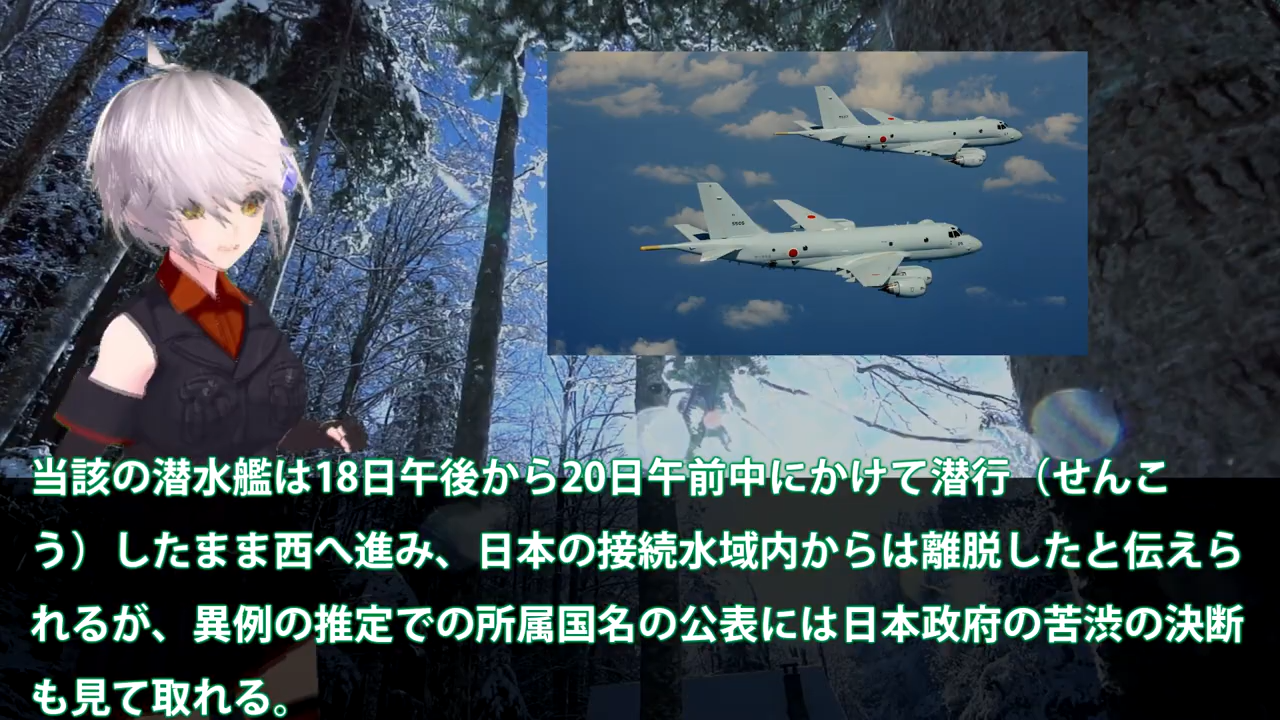 当該の潜水艦は18日午後から20日午前中にかけて潜行（せんこ
う）したまま西へ進み、日本の接続水域内からは離脱したと伝えら
れるが、異例の推定での所属国名の公表には日本政府の苦渋の決断
も見て取れる。